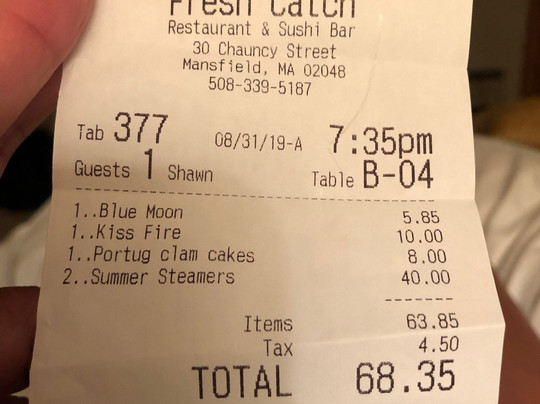 Fresh Catch
Restaurant & Sushi Bar
30 Chauncy Street
Mansfield, MA 02048
508-339-5187
Tab 377 08/31/19-A 7:35pm
Guests 1 Shawn Table B-04
1..Blue Moon 5.85
1..Kiss Fire 10.00
1..Portug clam cakes 8.00
2..Summer Steamers 40.00
-------
Items 63.85
Tax 4.50
TOTAL 68.35